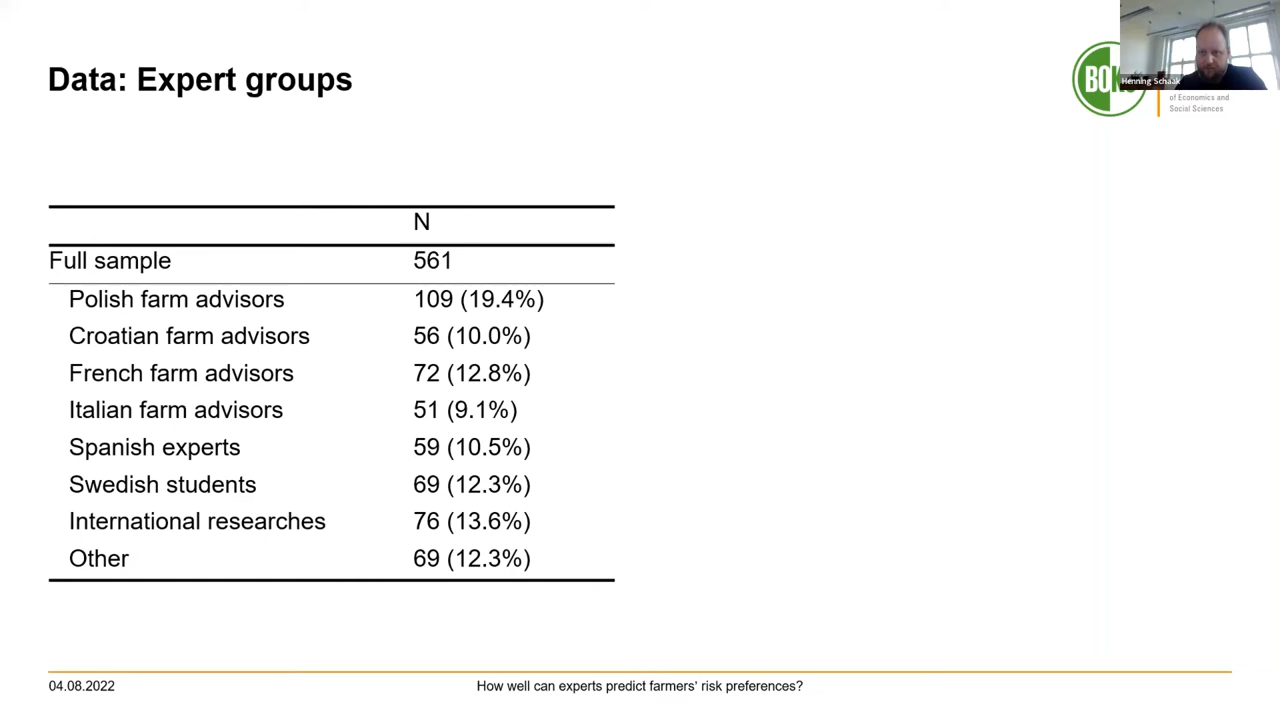 Data: Expert groups
Henning Schaak
of Economics and
Social Sciences
N
Full sample 561
Polish farm advisors 109 (19.4%)
Croatian farm advisors 56 (10.0%)
French farm advisors 72 (12.8%)
Italian farm advisors 51 (9.1%)
Spanish experts 59 (10.5%)
Swedish students 69 (12.3%)
International researches 76 (13.6%)
Other 69 (12.3%)
04.08.2022 How well can experts predict farmers’ risk preferences?